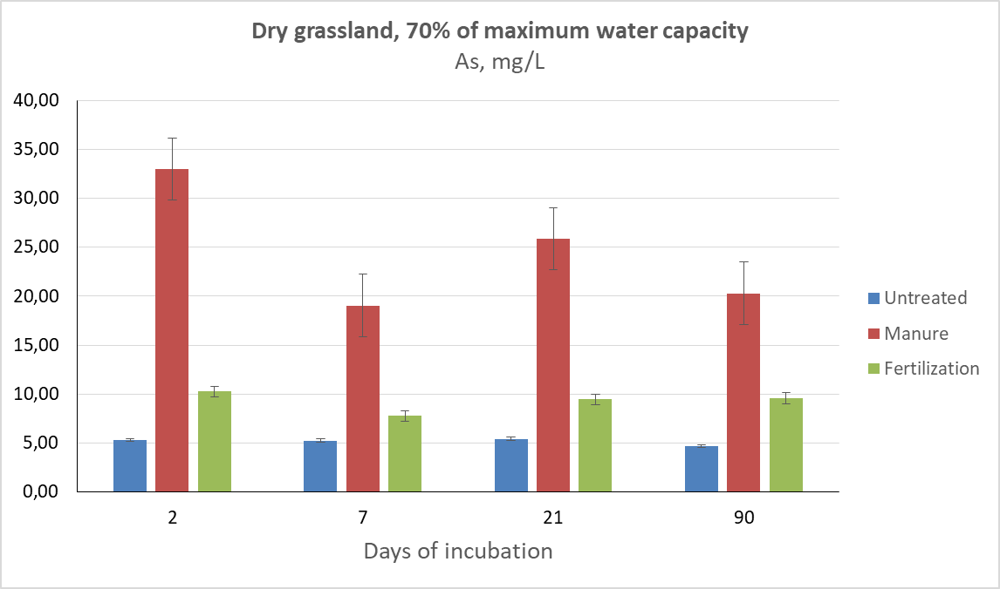 Dry grassland, 70% of maximum water capacity
As, mg/L
40,00
35,00
30,00
25,00
20,00
15,00
10,00
5,00
0,00
2 7 21 90
Days of incubation
Untreated
Manure
Fertilization